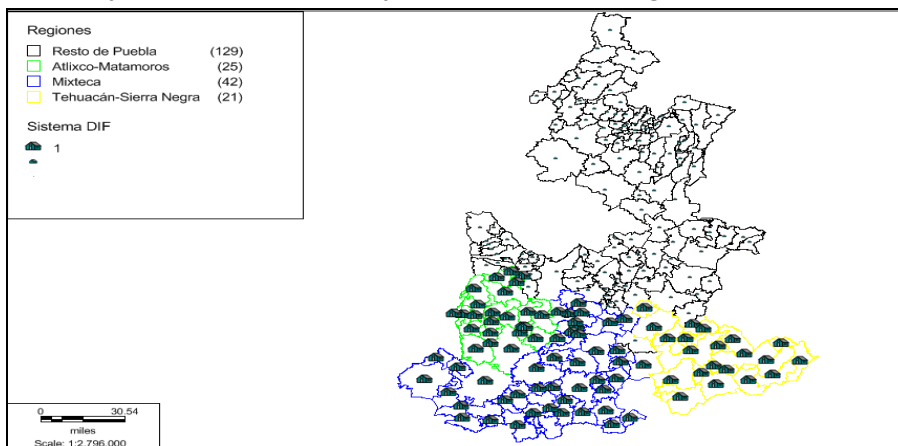 Regiones
Resto de Puebla (129)
Atlixco-Matamoros (25)
Mixteca (42)
Tehuacán-Sierra Negra (21)
Sistema DIF
1
0 30.54
miles
Scale: 1:2,796,000